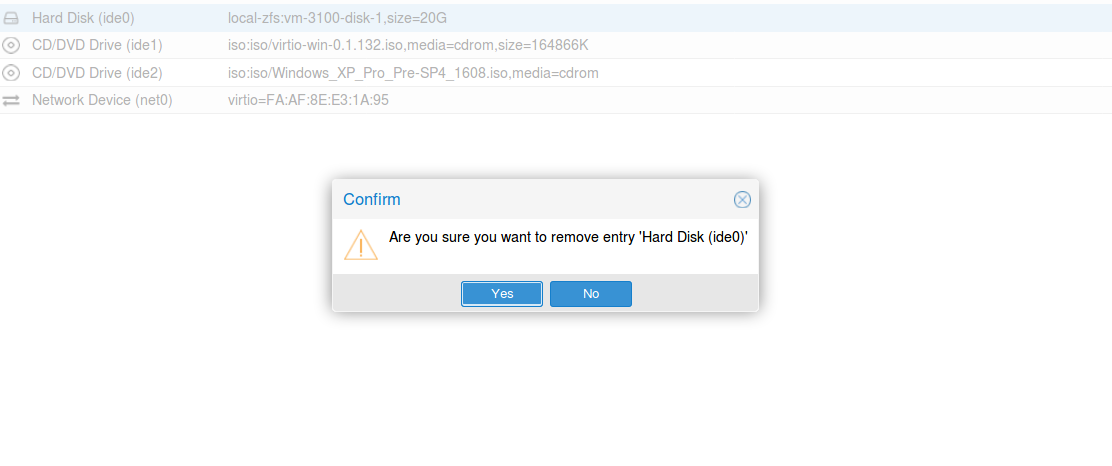 Hard Disk (ide0) local-zfs:vm-3100-disk-1,size=20G
CD/DVD Drive (ide1) iso:iso/virtio-win-0.1.132.iso,media=cdrom,size=164866K
CD/DVD Drive (ide2) iso:iso/Windows_XP_Pro_Pre-SP4_1608.iso,media=cdrom
Network Device (net0) virtio=FA:AF:8E:E3:1A:95
Confirm
Are you sure you want to remove entry 'Hard Disk (ide0)'
Yes No